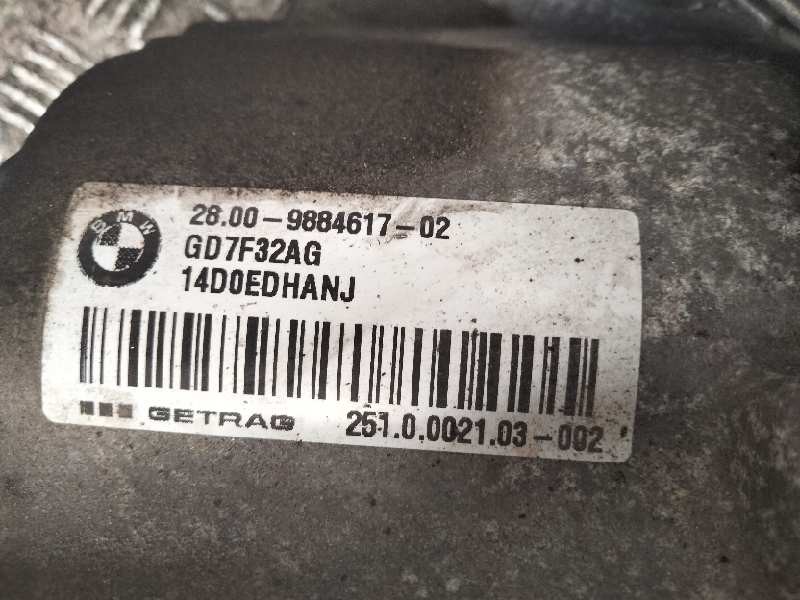 BMW
28.00-9884617-02
GD7F32AG
14D0EDHANJ
GETRAG 251.0.0021.03-002